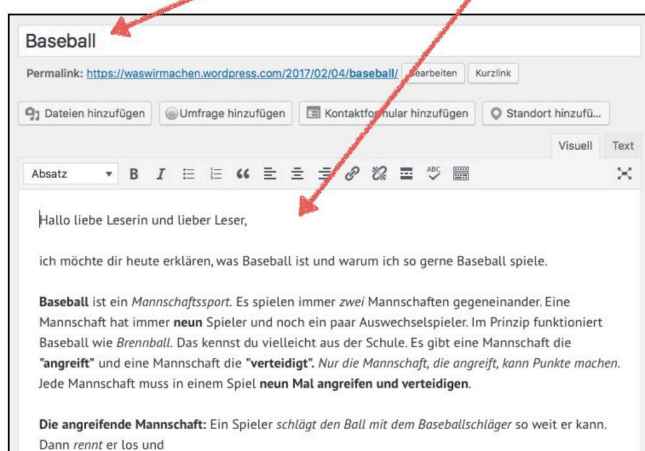 Baseball
Permalink: https://waswirmachen.wordpress.com/2017/02/04/baseball/ Bearbeiten Kurzlink
Dateien hinzufügen Umfrage hinzufügen Kontaktformular hinzufügen Standort hinzufü...
Visuell Text
Absatz B I “ ABC
Hallo liebe Leserin und lieber Leser,
ich möchte dir heute erklären, was Baseball ist und warum ich so gerne Baseball spiele.
Baseball ist ein Mannschaftssport. Es spielen immer zwei Mannschaften gegeneinander. Eine
Mannschaft hat immer neun Spieler und noch ein paar Auswechselspieler. Im Prinzip funktioniert
Baseball wie Brennball. Das kennst du vielleicht aus der Schule. Es gibt eine Mannschaft die
"angreift" und eine Mannschaft die "verteidigt". Nur die Mannschaft, die angreift, kann Punkte machen.
Jede Mannschaft muss in einem Spiel neun Mal angreifen und verteidigen.
Die angreifende Mannschaft: Ein Spieler schlägt den Ball mit dem Baseballschläger so weit er kann.
Dann rennt er los und